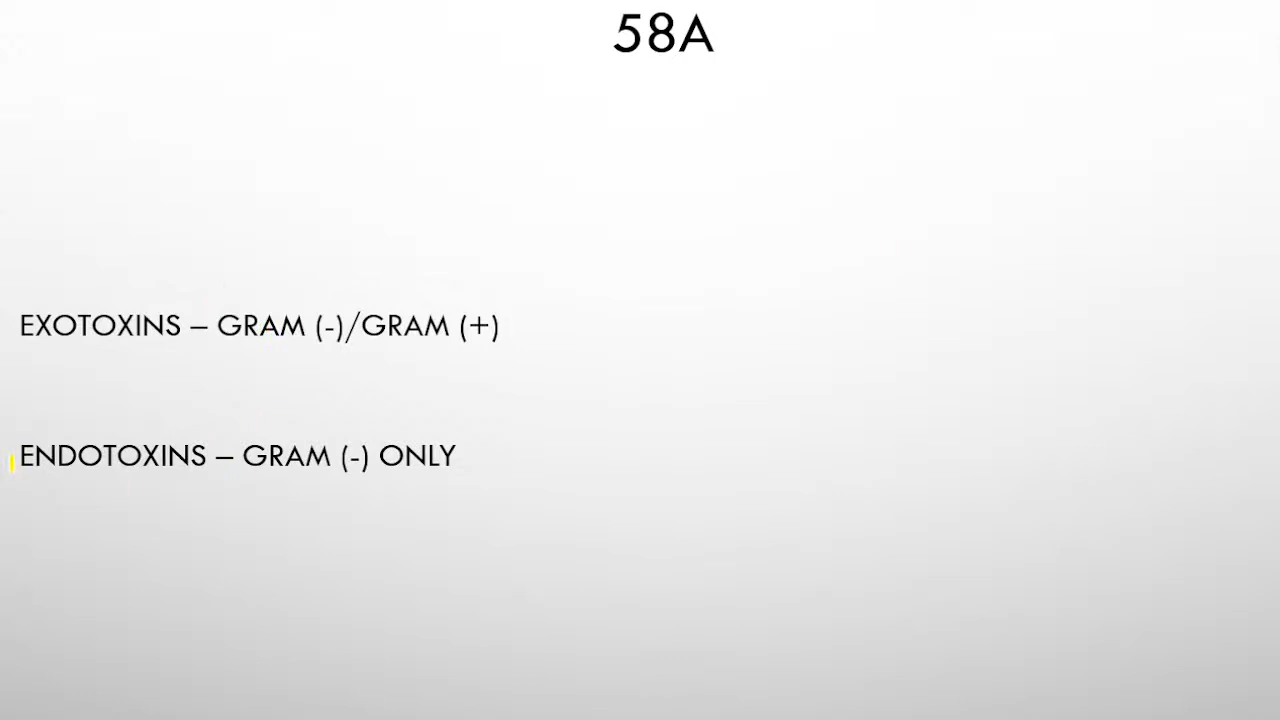 58A
EXOTOXINS – GRAM (-)/GRAM (+)
ENDOTOXINS – GRAM (-) ONLY